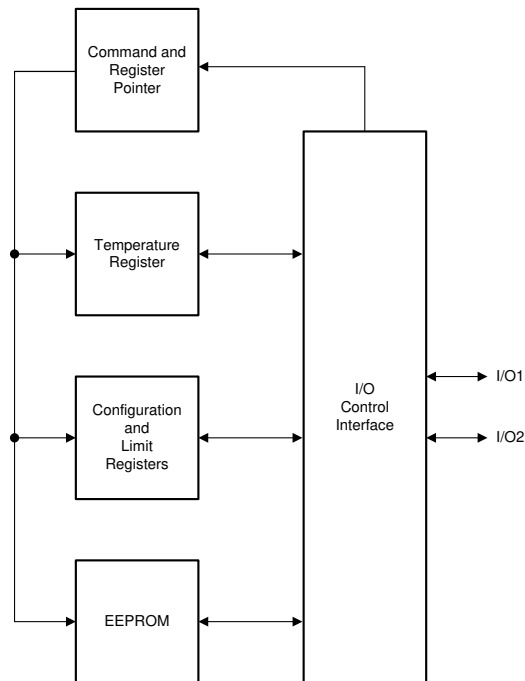 Command and
Register
Pointer
Temperature
Register
Configuration
and
Limit
Registers
EEPROM
I/O
Control
Interface
I/O1
I/O2